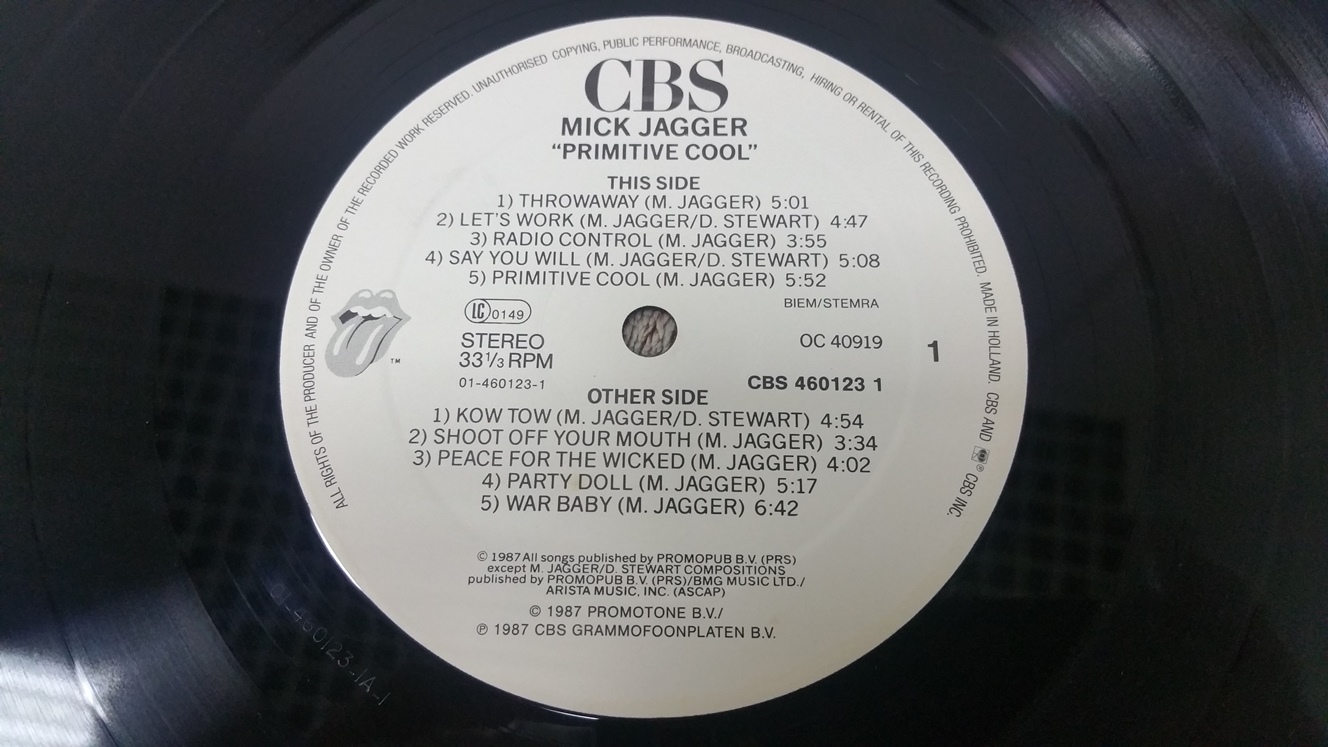 ALL RIGHTS OF THE PRODUCER AND OF THE OWNER OF THE RECORDED WORK RESERVED. UNAUTHORISED COPYING, PUBLIC PERFORMANCE, BROADCASTING, HIRING OR RENTAL OF THIS RECORDING PROHIBITED. MADE IN HOLLAND. CBS AND ® CBS INC.
CBS
MICK JAGGER
“PRIMITIVE COOL”
THIS SIDE
1) THROWAWAY (M. JAGGER) 5:01
2) LET'S WORK (M. JAGGER/D. STEWART) 4:47
3) RADIO CONTROL (M. JAGGER) 3:55
4) SAY YOU WILL (M. JAGGER/D. STEWART) 5:08
5) PRIMITIVE COOL (M. JAGGER) 5:52
LC 0149
BIEM/STEMRA
STEREO
OC 40919
1
33 1/3 RPM
TM
01-460123-1
CBS 460123 1
OTHER SIDE
1) KOW TOW (M. JAGGER/D. STEWART) 4:54
2) SHOOT OFF YOUR MOUTH (M. JAGGER) 3:34
3) PEACE FOR THE WICKED (M. JAGGER) 4:02
4) PARTY DOLL (M. JAGGER) 5:17
5) WAR BABY (M. JAGGER) 6:42
© 1987 All songs published by PROMOPUB B.V. (PRS)
except M. JAGGER/D. STEWART COMPOSITIONS
published by PROMOPUB B.V. (PRS)/BMG MUSIC LTD./
ARISTA MUSIC, INC. (ASCAP)
© 1987 PROMOTONE B.V./
℗ 1987 CBS GRAMMOFOONPLATEN B.V.
01-460123-1A-1